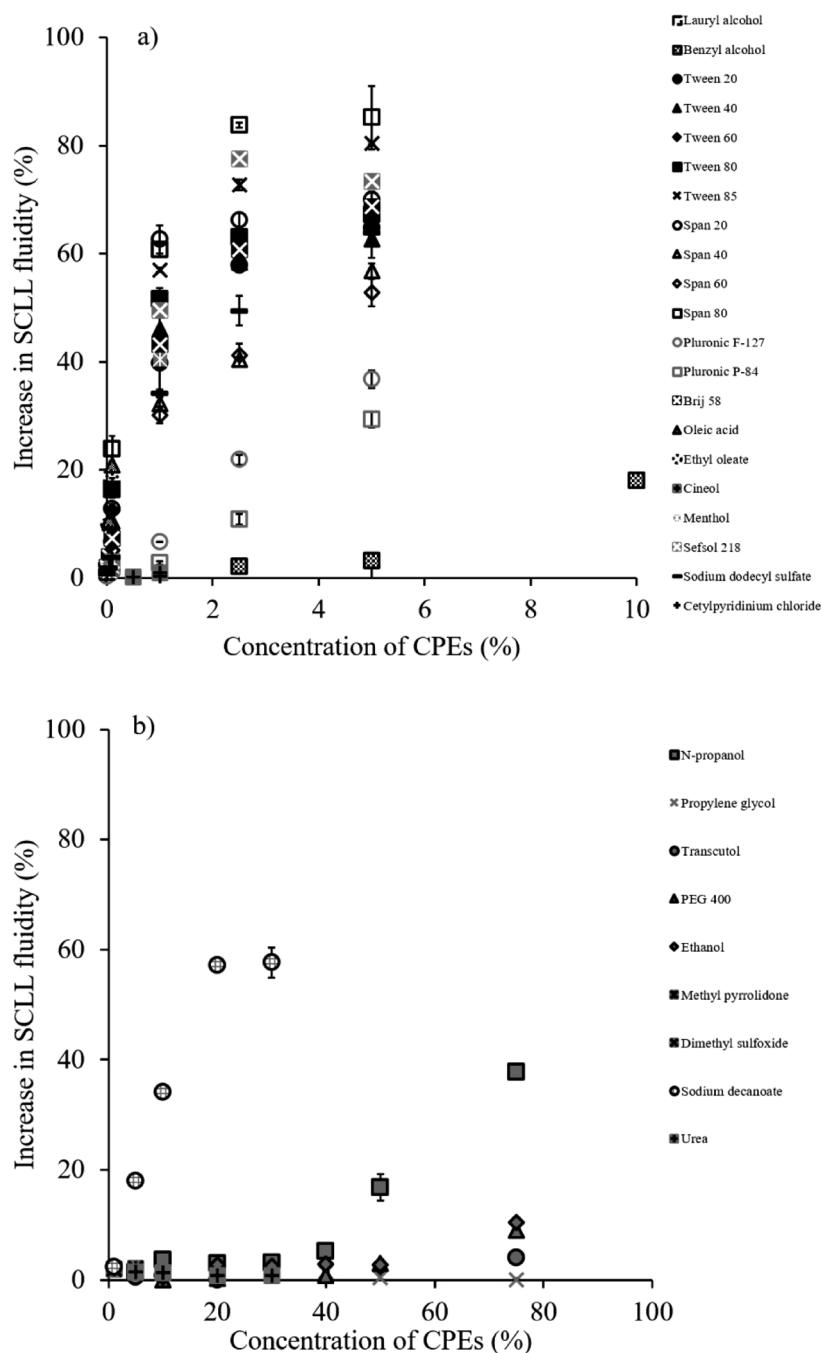 a)
Increase in SCLL fluidity (%)
100
80
60
40
20
0
0 2 4 6 8 10
Concentration of CPEs (%)
Lauryl alcohol
Benzyl alcohol
Tween 20
Tween 40
Tween 60
Tween 80
Tween 85
Span 20
Span 40
Span 60
Span 80
Pluronic F-127
Pluronic P-84
Brij 58
Oleic acid
Ethyl oleate
Cineol
Menthol
Sefsol 218
Sodium dodecyl sulfate
Cetylpyridinium chloride
b)
Increase in SCLL fluidity (%)
100
80
60
40
20
0
0 20 40 60 80 100
Concentration of CPEs (%)
N-propanol
Propylene glycol
Transcutol
PEG 400
Ethanol
Methyl pyrrolidone
Dimethyl sulfoxide
Sodium decanoate
Urea